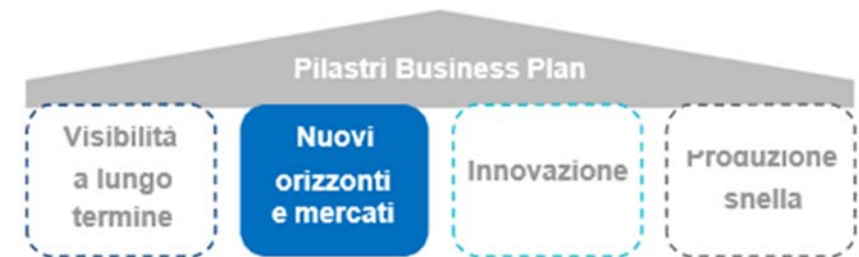 Pilastri Business Plan
Visibilità
a lungo
termine
Nuovi
orizzonti
e mercati
Innovazione
Produzione
snella